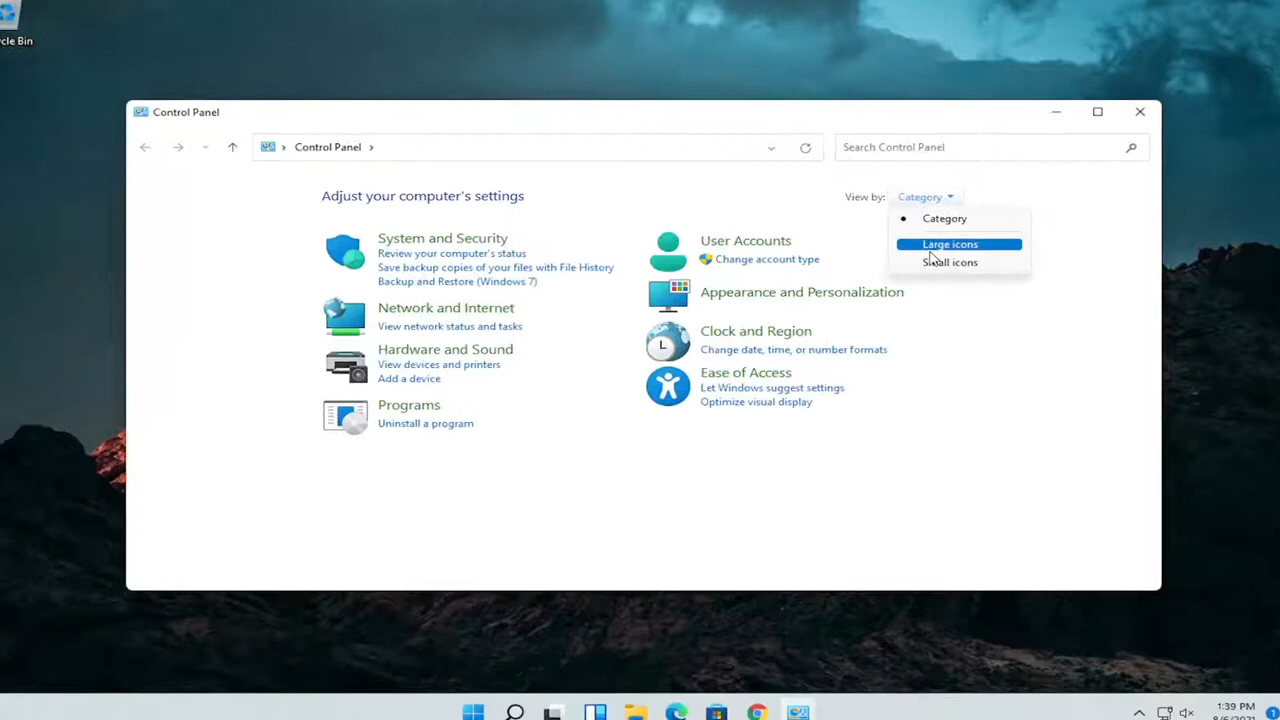 cle Bin
Control Panel
Control Panel
Search Control Panel
Adjust your computer's settings
View by: Category
Category
Large icons
Small icons
System and Security
Review your computer's status
Save backup copies of your files with File History
Backup and Restore (Windows 7)
Network and Internet
View network status and tasks
Hardware and Sound
View devices and printers
Add a device
Programs
Uninstall a program
User Accounts
Change account type
Appearance and Personalization
Clock and Region
Change date, time, or number formats
Ease of Access
Let Windows suggest settings
Optimize visual display
1:39 PM
8/6/2021
1